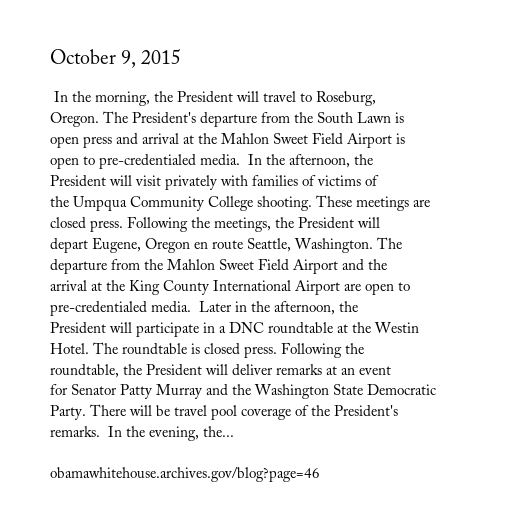 October 9, 2015
In the morning, the President will travel to Roseburg,
Oregon. The President's departure from the South Lawn is
open press and arrival at the Mahlon Sweet Field Airport is
open to pre-credentialed media.  In the afternoon, the
President will visit privately with families of victims of
the Umpqua Community College shooting. These meetings are
closed press. Following the meetings, the President will
depart Eugene, Oregon en route Seattle, Washington. The
departure from the Mahlon Sweet Field Airport and the
arrival at the King County International Airport are open to
pre-credentialed media.  Later in the afternoon, the
President will participate in a DNC roundtable at the Westin
Hotel. The roundtable is closed press. Following the
roundtable, the President will deliver remarks at an event
for Senator Patty Murray and the Washington State Democratic
Party. There will be travel pool coverage of the President's
remarks.  In the evening, the...
obamawhitehouse.archives.gov/blog?page=46